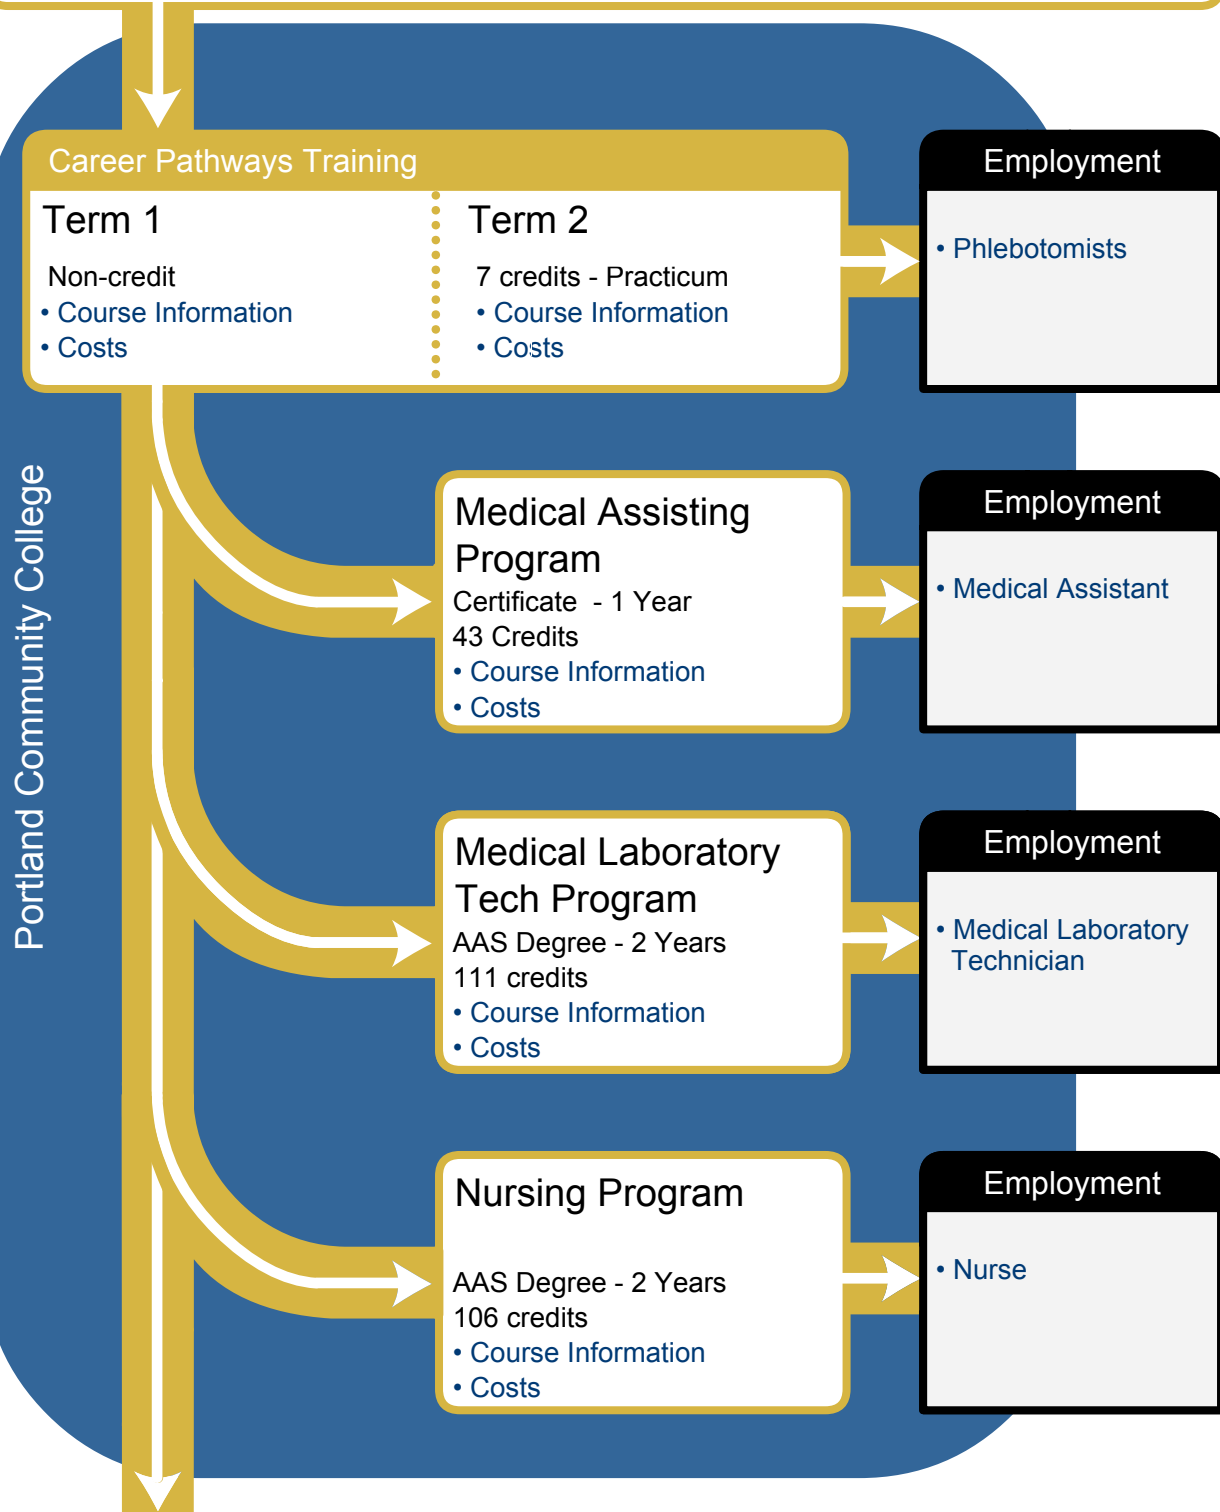 Career Pathways Training
Term 1
Non-credit
• Course Information
• Costs
Term 2
7 credits - Practicum
• Course Information
• Costs
Employment
• Phlebotomists
Portland Community College
Medical Assisting
Program
Certificate - 1 Year
43 Credits
• Course Information
• Costs
Employment
• Medical Assistant
Medical Laboratory
Tech Program
AAS Degree - 2 Years
111 credits
• Course Information
• Costs
Employment
• Medical Laboratory
Technician
Nursing Program
AAS Degree - 2 Years
106 credits
• Course Information
• Costs
Employment
• Nurse